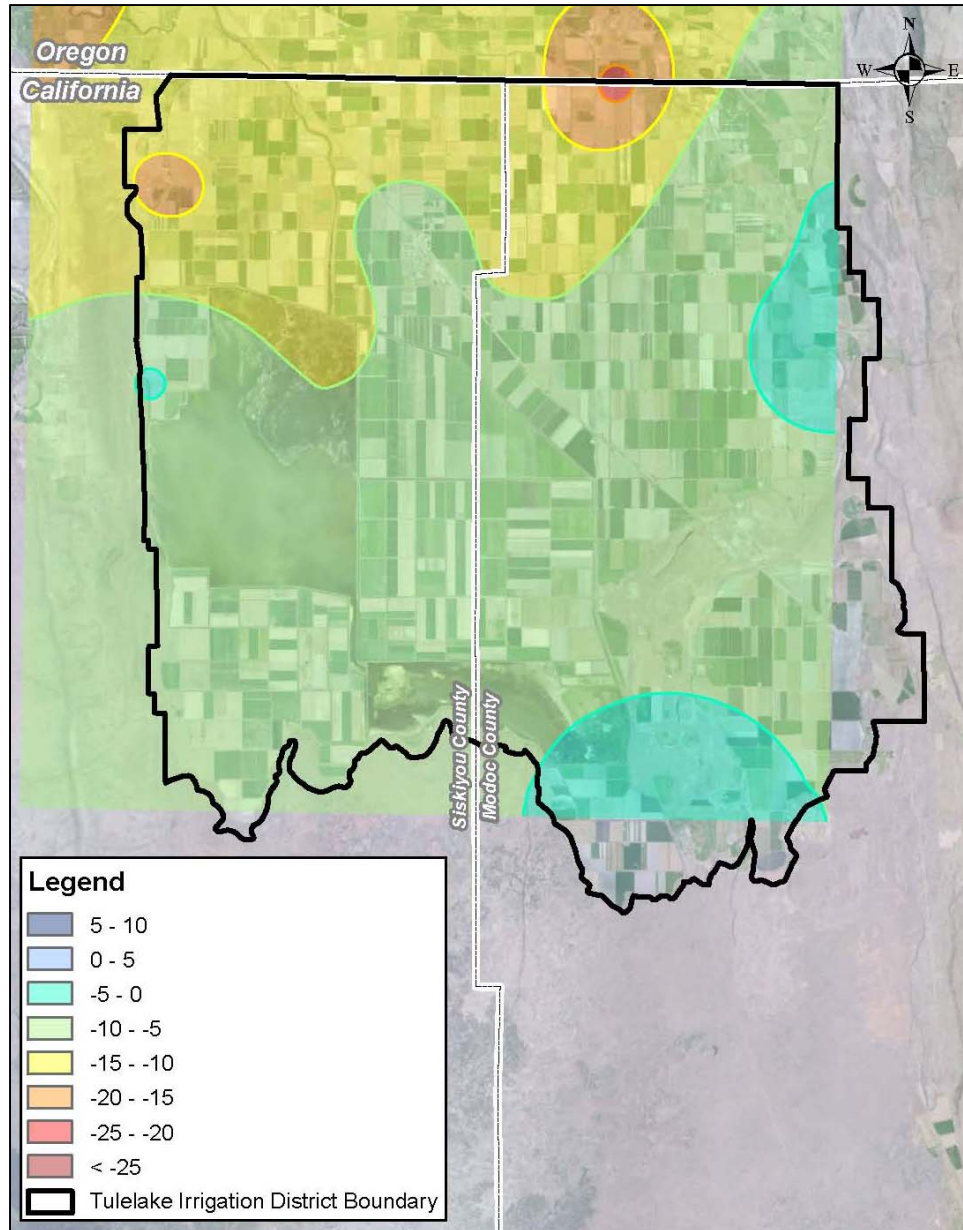 Oregon
California
N
W
E
S
Siskiyou County
Modoc County
Legend
5 - 10
0 - 5
-5 - 0
-10 - -5
-15 - -10
-20 - -15
-25 - -20
< -25
Tulelake Irrigation District Boundary